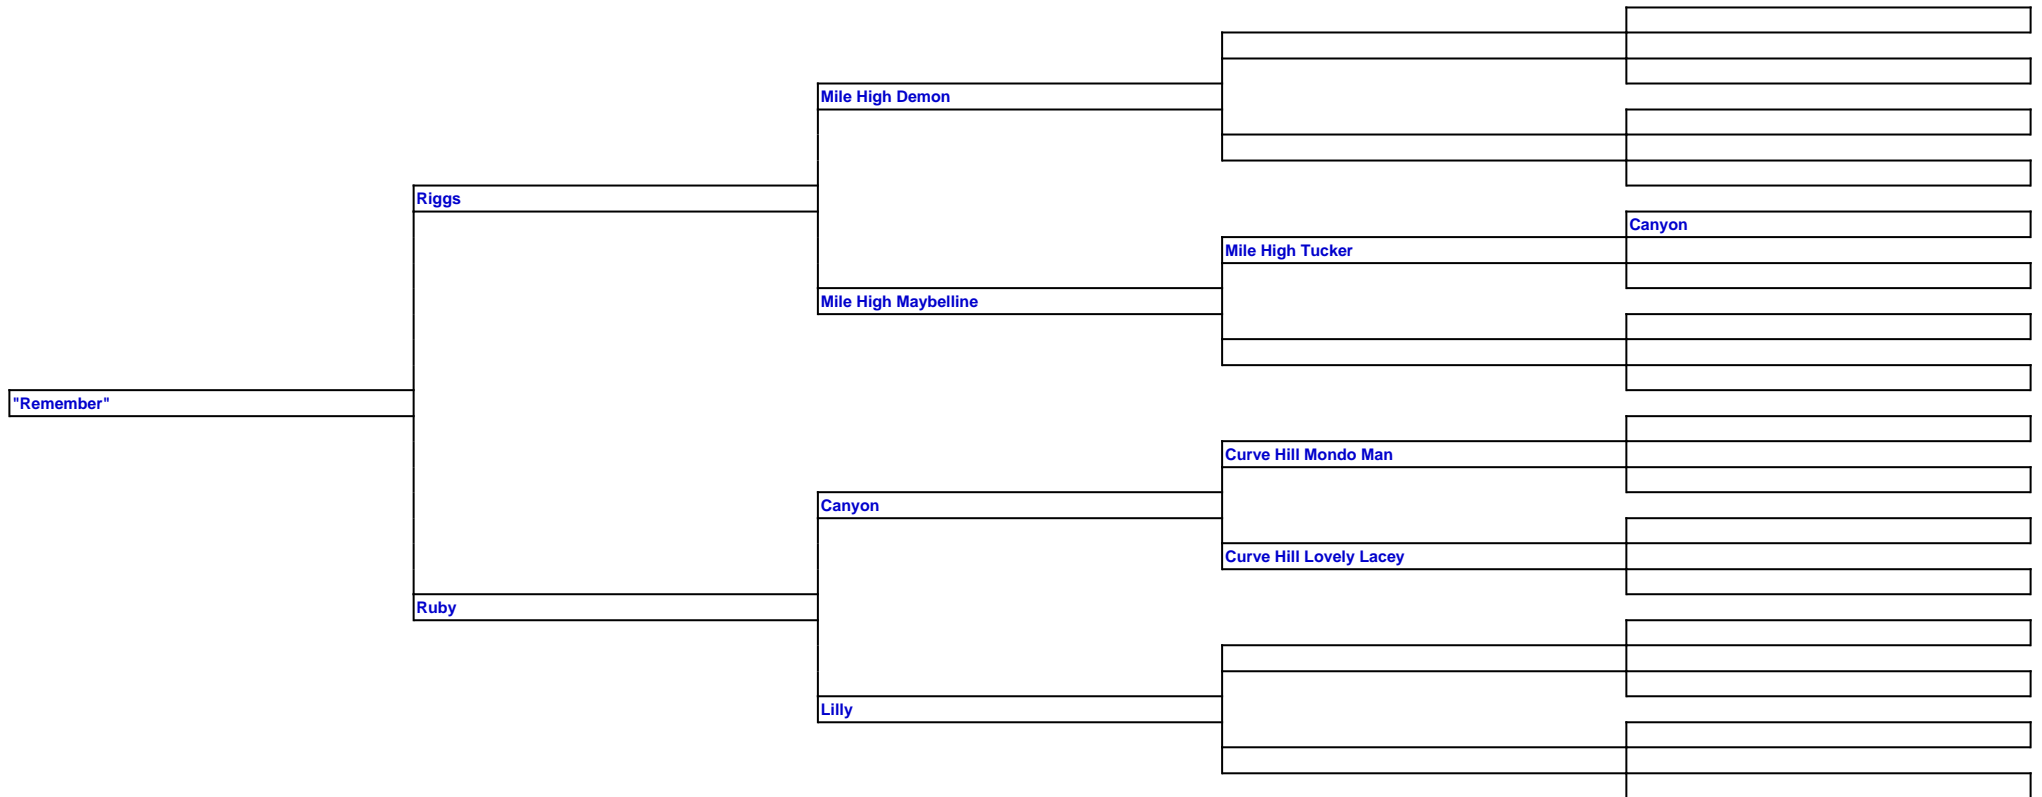 Mile High Demon
Riggs
Canyon
Mile High Tucker
Mile High Maybelline
"Remember"
Curve Hill Mondo Man
Canyon
Curve Hill Lovely Lacey
Ruby
Lilly